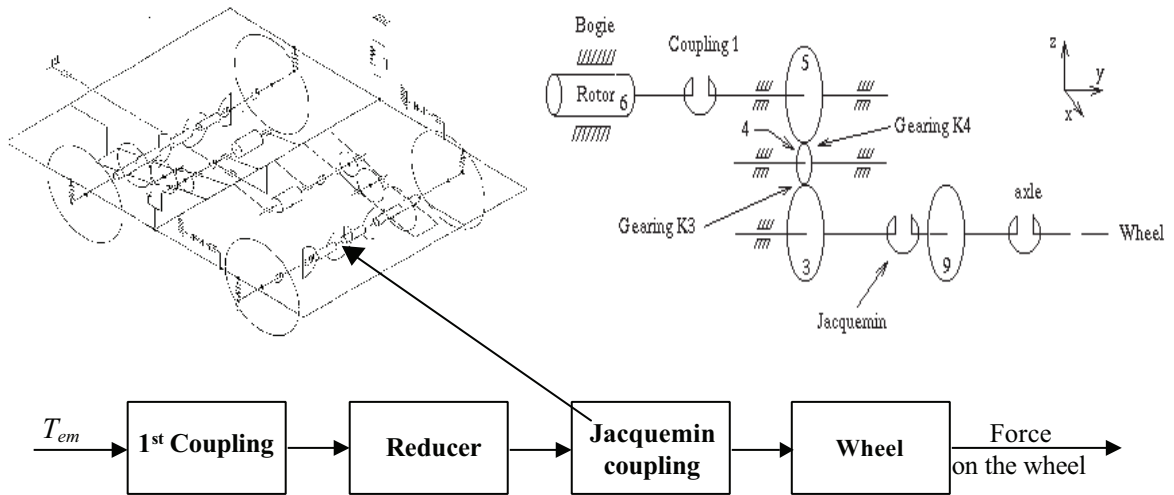 Bogie
Coupling 1
Rotor
6
5
4
Gearing K4
Gearing K3
3
9
axle
Wheel
Jacquemin
z
y
x
Tem
1st Coupling
Reducer
Jacquemin
coupling
Wheel
Force
on the wheel